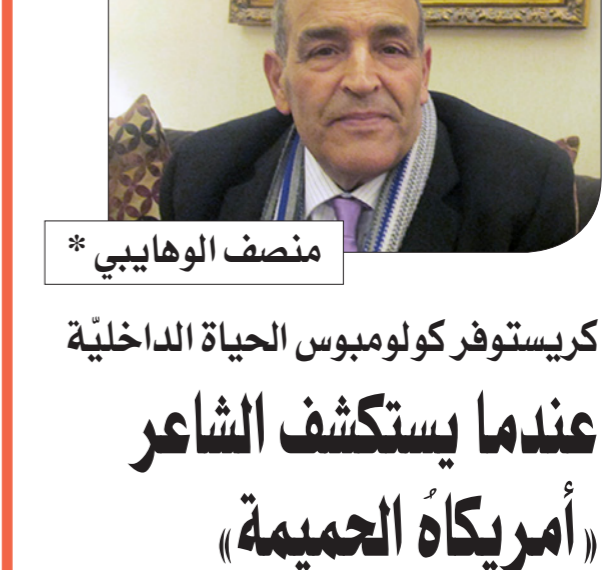 منصف الوهايبي *
كريستوفر كولومبوس الحياة الداخليّة
عندما يستكشف الشاعر
«أمريكاهُ الحميمة»